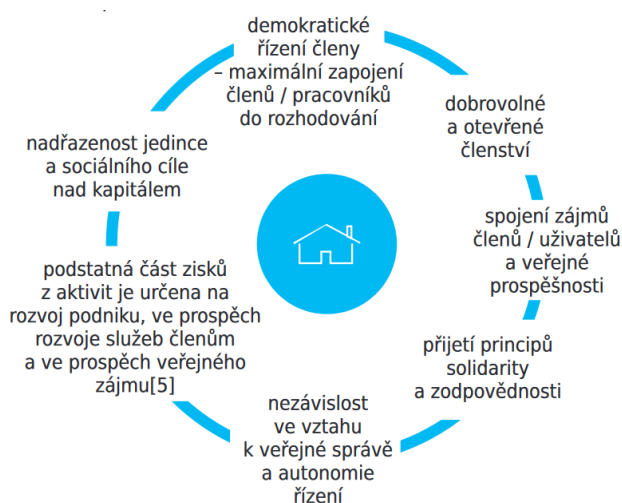 demokratické
řízení členy
– maximální zapojení
členů / pracovníků
do rozhodování
dobrovolné
a otevřené
členství
spojení zájmů
členů / uživatelů
a veřejné
prospěšnosti
přijetí principů
solidarity
a zodpovědnosti
nezávislost
ve vztahu
k veřejné správě
a autonomie
řízení
podstatná část zisků
z aktivit je určena na
rozvoj podniku, ve prospěch
rozvoje služeb členům
a ve prospěch veřejného
zájmu[5]
nadřazenost jedince
a sociálního cíle
nad kapitálem